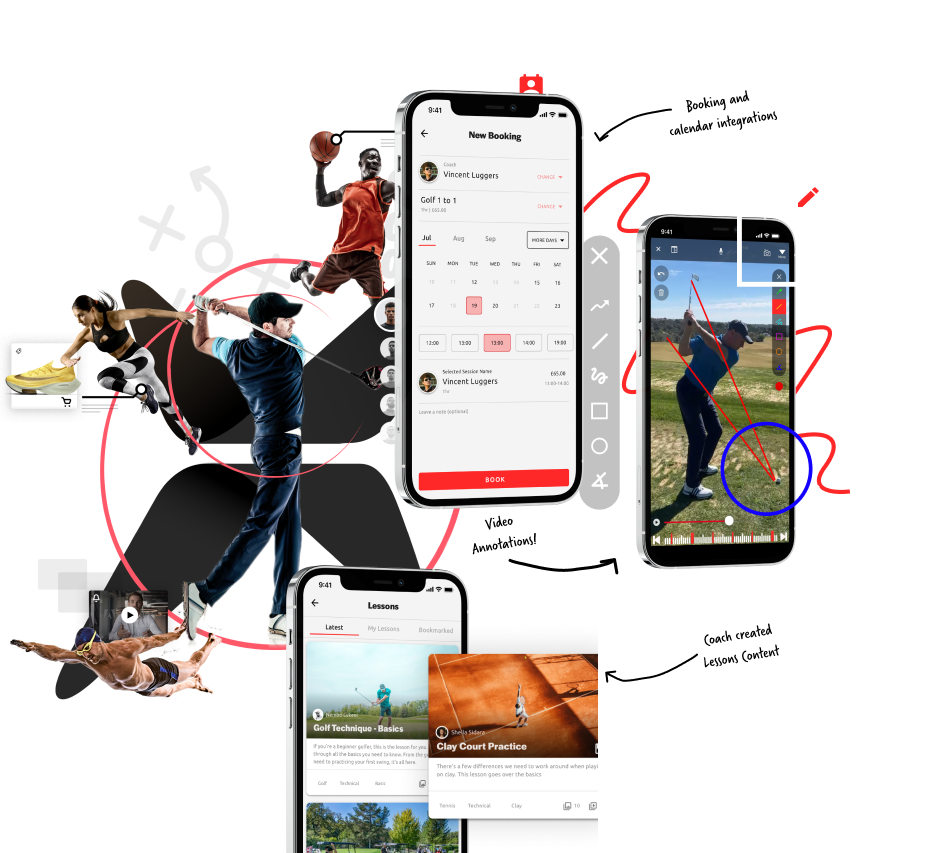 Booking and
calendar integrations
9:41
New Booking
Coach
Vincent Luggers
CHANGE
Golf 1 to 1
1hr | £65.00
CHANGE
Jul
Aug
Sep
MORE DAYS
SUN MON TUE WED THU FRI SAT
10 11 12 13 14 15 16
17 18 19 20 21 22 23
12:00 13:00 13:00 14:00 19:00
Selected Session Name
£65.00
Vincent Luggers
13:00-14:00
1hr
Leave a note (optional)
BOOK
9:41
Video
Annotations!
9:41
Lessons
Latest
My Lessons
Bookmarked
Golf Technique - Basics
If you're a beginner golfer, this is the lesson for you
through all the basics you need to know. From the
need to practising your first swing, it's all here
Golf Technical Basic
Coach created
Lessons Content
Sheila Sidara
Clay Court Practice
There's a few differences we need to work around when playi
on clay. This lesson goes over the basics
Tennis Technical Clay
10